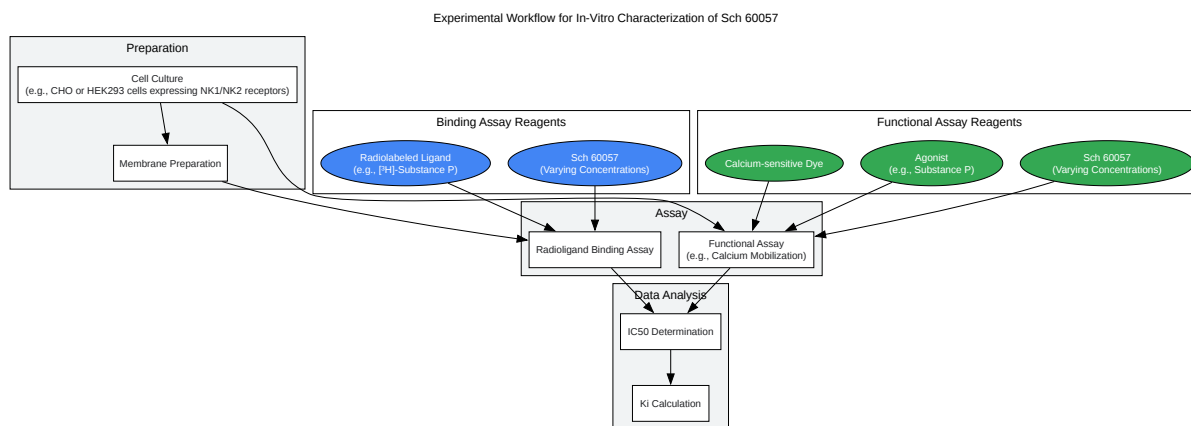 Experimental Workflow for In-Vitro Characterization of Sch 60057
Preparation
Cell Culture
(e.g., CHO or HEK293 cells expressing NK1/NK2 receptors)
Membrane Preparation
Binding Assay Reagents
Radiolabeled Ligand
(e.g., [³H]-Substance P)
Sch 60057
(Varying Concentrations)
Functional Assay Reagents
Calcium-sensitive Dye
Agonist
(e.g., Substance P)
Sch 60057
(Varying Concentrations)
Assay
Radioligand Binding Assay
Functional Assay
(e.g., Calcium Mobilization)
Data Analysis
IC50 Determination
Ki Calculation